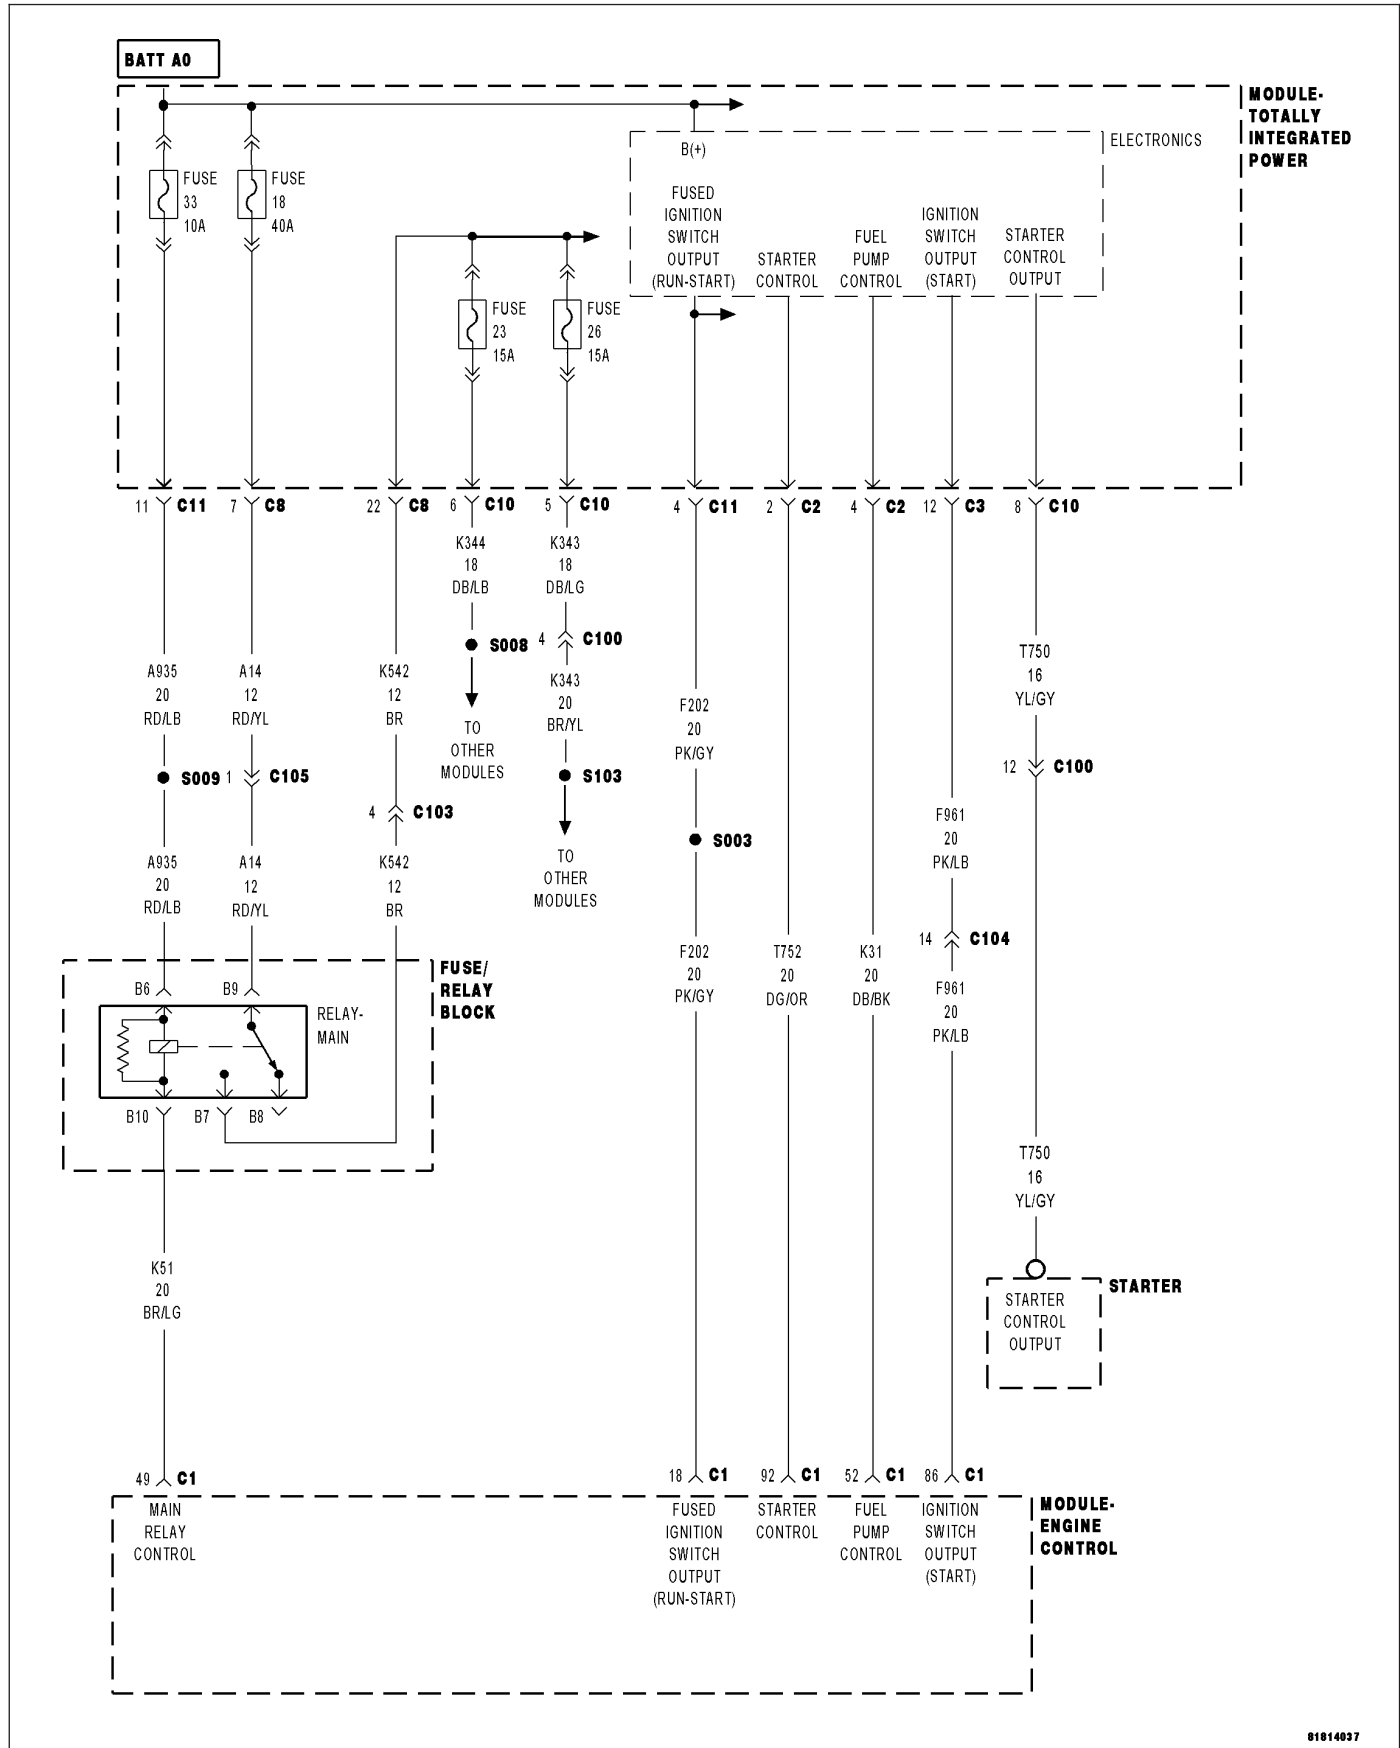 BATT A0
MODULE-
TOTALLY
INTEGRATED
POWER
ELECTRONICS
B(+)
FUSE
33
10A
FUSE
18
40A
FUSE
23
15A
FUSE
26
15A
FUSED
IGNITION
SWITCH
OUTPUT
(RUN-START)
STARTER
CONTROL
FUEL
PUMP
CONTROL
IGNITION
SWITCH
OUTPUT
(START)
STARTER
CONTROL
OUTPUT
11 C11
7 C8
22 C8
6 C10
5 C10
4 C11
2 C2
4 C2
12 C3
8 C10
K344
18
DB/LB
K343
18
DB/LG
S008
4 C100
A935
20
RD/LB
A14
12
RD/YL
K542
12
BR
TO
OTHER
MODULES
K343
20
BR/YL
F202
20
PK/GY
T750
16
YL/GY
S009
1 C105
4 C103
S103
TO
OTHER
MODULES
S003
12 C100
A935
20
RD/LB
A14
12
RD/YL
K542
12
BR
F961
20
PK/LB
14 C104
F202
20
PK/GY
T752
20
DG/OR
K31
20
DB/BK
F961
20
PK/LB
FUSE/
RELAY
BLOCK
B6
B9
RELAY-
MAIN
B10
B7
B8
T750
16
YL/GY
K51
20
BR/LG
STARTER
STARTER
CONTROL
OUTPUT
49 C1
18 C1
92 C1
52 C1
86 C1
MAIN
RELAY
CONTROL
FUSED
IGNITION
SWITCH
OUTPUT
(RUN-START)
STARTER
CONTROL
FUEL
PUMP
CONTROL
IGNITION
SWITCH
OUTPUT
(START)
MODULE-
ENGINE
CONTROL
81814037